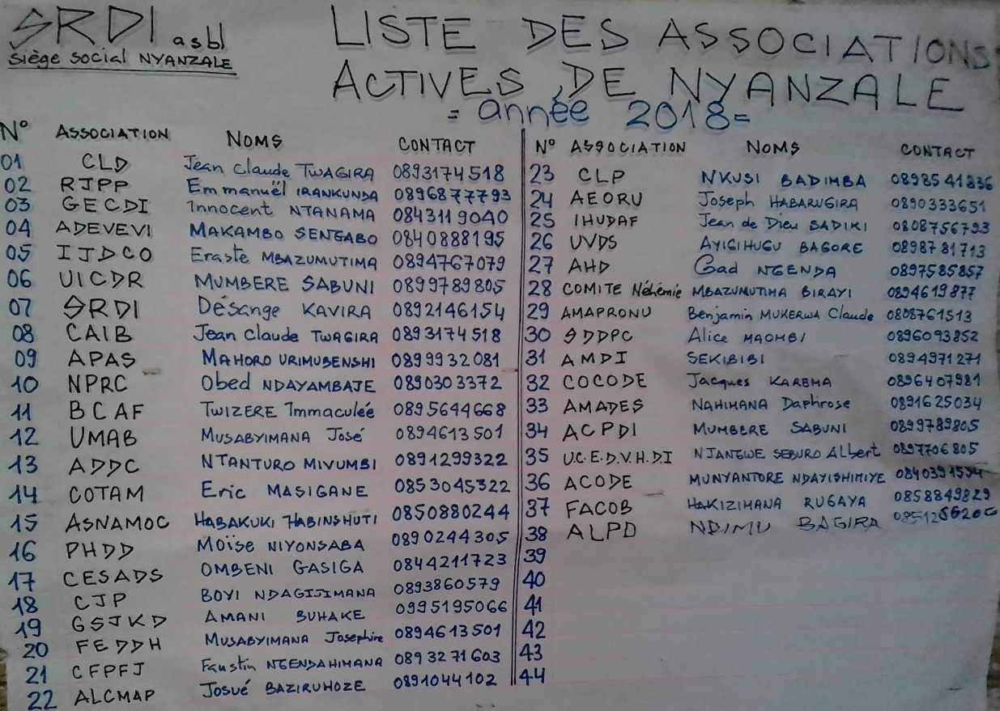 SRDI asbl
siège social NYANZALE
LISTE DES ASSOCIATIONS
ACTIVES DE NYANZALE
= année 2018=
N° ASSOCIATION NOMS CONTACT
01 CLD Jean Claude TWAGIRA 0893174518
02 RJPP Emmanuël IRANKUNDA 0896877793
03 GECDI Innocent NTANAMA 0843119040
04 ADEVEVI MAKAMBO SENGABO 0840888195
05 IJDCO Eraste MBAZUMUTIMA 0894767079
06 UICDR MUMBERE SABUNI 0899789805
07 SRDI Désange KAVIRA 0892146154
08 CAIB Jean Claude TWAGIRA 0893174518
09 APAS MAHORO URIMUBENSHI 0899932081
10 NPRC Obed NDAYAMBAJE 0890303372
11 BCAF TWIZERE Immaculée 0895644668
12 UMAB MUSABYIMANA José 0894613501
13 ADDC NTANTURO MIVUMBI 0891299322
14 COTAM Eric MASIGANE 0853045322
15 ASNAMOC HABAKUKI HABINSHUTI 0850880244
16 PHDD Moïse NIYONSABA 0890244305
17 CESADS OMBENI GASIGA 0844211723
18 CJP BOYI NDAGIJIMANA 0893860579
19 GSJKD AMANI BUHAKE 0995195066
20 FEDDH MUSABYIMANA Josephine 0894613501
21 CFPFJ Faustin NGENDAHIMANA 0893271603
22 ALCMAP Josué BAZIRUHOZE 0891044102
N° ASSOCIATION NOMS CONTACT
23 CLP NKUSI BADIMBA 0898541836
24 AEORU Joseph HABARUGIRA 0890333651
25 IHUDAF Jean de Dieu SADIKI 0808756793
26 UVDS AYIGIHUGU BAGORE 0898781713
27 AHD Gad NGENDA 0897585857
28 COMITE Néhémie MBAZUMUTIMA BIRAYI 0894619877
29 AMAPRONU Benjamin MUKERWA Claude 0808761513
30 SDDPC Alice MAOMBI 0896093852
31 AMDI SEKIBIBI 0894971271
32 COCODE Jacques KAREMA 0896407981
33 AMADES NAHIMANA Daphrose 0891625034
34 ACPDI MUMBERE SABUNI 0899789805
35 U.C.E.D.V.H.D.I NJANGWE SEBURO Albert 0897706805
36 ACODE MUNYANTORE NDAYISHIMIYE 0840391534
37 FACOB HAKIZIMANA RUGAYA 0858849829
38 ALPD NDIMU BAGIRA
39
40
41
42
43
44